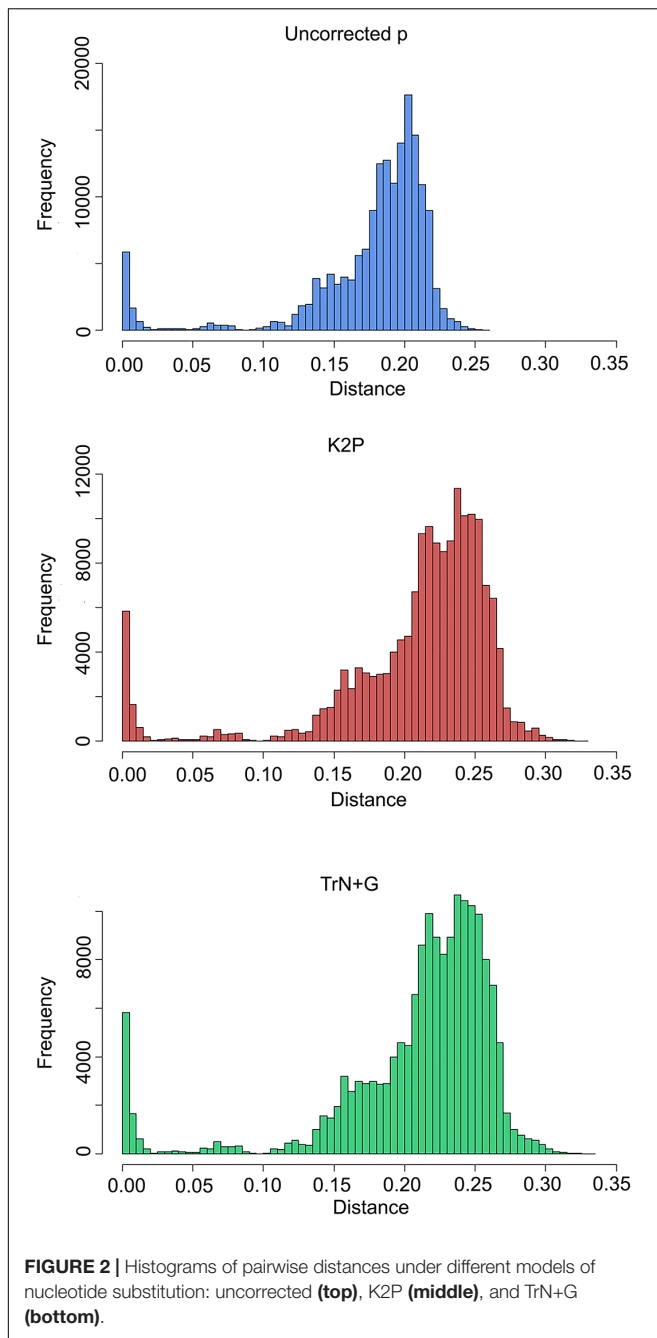 Uncorrected p
20000
10000
0
Frequency
0.00 0.05 0.10 0.15 0.20 0.25 0.30 0.35
Distance
K2P
12000
8000
4000
0
Frequency
0.00 0.05 0.10 0.15 0.20 0.25 0.30 0.35
Distance
TrN+G
8000
4000
0
Frequency
0.00 0.05 0.10 0.15 0.20 0.25 0.30 0.35
Distance
FIGURE 2 | Histograms of pairwise distances under different models of
nucleotide substitution: uncorrected (top), K2P (middle), and TrN+G
(bottom).